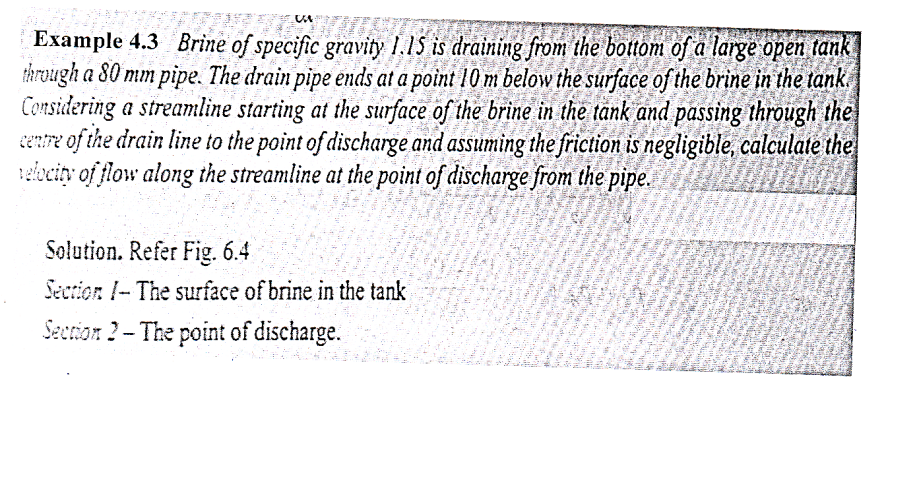 Example 4.3 Brine of specific gravity 1.15 is draining from the bottom of a large open tank
through a 80 mm pipe. The drain pipe ends at a point 10 m below the surface of the brine in the tank.
Considering a streamline starting at the surface of the brine in the tank and passing through the
centre of the drain line to the point of discharge and assuming the friction is negligible, calculate the
velocity of flow along the streamline at the point of discharge from the pipe.
Solution. Refer Fig. 6.4
Section 1– The surface of brine in the tank
Section 2 – The point of discharge.